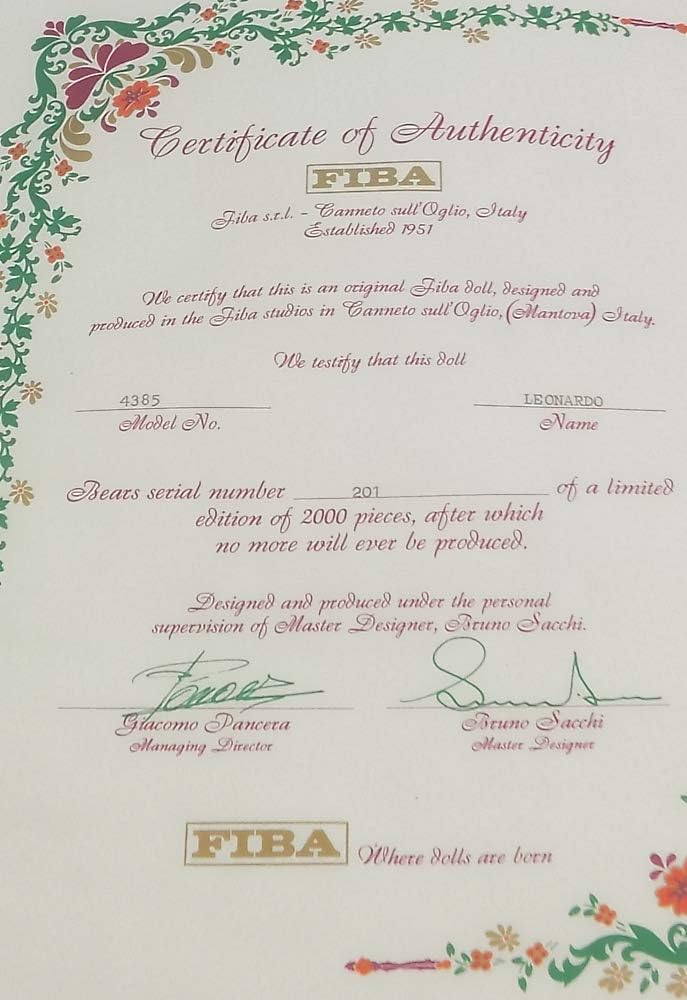 Certificate of Authenticity
FIBA
Fiba s.r.l. - Canneto sull'Oglio, Italy
Established 1951
We certify that this is an original Fiba doll, designed and
produced in the Fiba studios in Canneto sull'Oglio, (Mantova) Italy.
We testify that this doll
4385 LEONARDO
Model No. Name
Bears serial number 201 of a limited
edition of 2000 pieces, after which
no more will ever be produced.
Designed and produced under the personal
supervision of Master Designer, Bruno Sacchi.
Giacomo Pancera Bruno Sacchi
Managing Director Master Designer
FIBA Where dolls are born